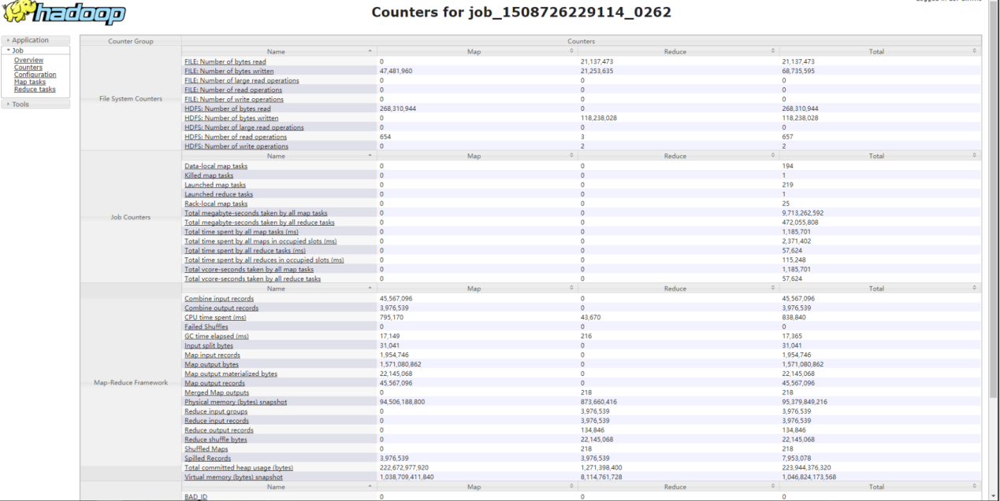 hadoop
Counters for job_1508726229114_0262
Application
Job
Overview
Counters
Configuration
Map tasks
Reduce tasks
Tools
Counter Group Counters
File System Counters
Name Map Reduce Total
FILE: Number of bytes read 0 21,137,473 21,137,473
FILE: Number of bytes written 47,481,960 21,253,635 68,735,595
FILE: Number of large read operations 0 0 0
FILE: Number of read operations 0 0 0
FILE: Number of write operations 0 0 0
HDFS: Number of bytes read 268,310,944 0 268,310,944
HDFS: Number of bytes written 0 118,238,028 118,238,028
HDFS: Number of large read operations 0 0 0
HDFS: Number of read operations 654 3 657
HDFS: Number of write operations 0 2 2
Job Counters
Name Map Reduce Total
Data-local map tasks 0 0 194
Killed map tasks 0 0 1
Launched map tasks 0 0 219
Launched reduce tasks 0 0 1
Rack-local map tasks 0 0 25
Total megabyte-seconds taken by all map tasks 0 0 9,713,262,592
Total megabyte-seconds taken by all reduce tasks 0 0 472,055,808
Total time spent by all map tasks (ms) 0 0 1,185,701
Total time spent by all maps in occupied slots (ms) 0 0 2,371,402
Total time spent by all reduce tasks (ms) 0 0 57,624
Total time spent by all reduces in occupied slots (ms) 0 0 115,248
Total vcore-seconds taken by all map tasks 0 0 1,185,701
Total vcore-seconds taken by all reduce tasks 0 0 57,624
Map-Reduce Framework
Name Map Reduce Total
Combine input records 45,567,096 0 45,567,096
Combine output records 3,976,539 0 3,976,539
CPU time spent (ms) 795,170 43,670 838,840
Failed Shuffles 0 0 0
GC time elapsed (ms) 17,149 216 17,365
Input split bytes 31,041 0 31,041
Map input records 1,954,746 0 1,954,746
Map output bytes 1,571,080,862 0 1,571,080,862
Map output materialized bytes 22,145,068 0 22,145,068
Map output records 45,567,096 0 45,567,096
Merged Map outputs 0 218 218
Physical memory (bytes) snapshot 94,506,188,800 873,660,416 95,379,849,216
Reduce input groups 0 3,976,539 3,976,539
Reduce input records 0 3,976,539 3,976,539
Reduce output records 0 134,846 134,846
Reduce shuffle bytes 0 22,145,068 22,145,068
Shuffled Maps 0 218 218
Spilled Records 3,976,539 3,976,539 7,953,078
Total committed heap usage (bytes) 222,672,977,920 1,271,398,400 223,944,376,320
Virtual memory (bytes) snapshot 1,038,709,411,840 8,114,761,728 1,046,824,173,568
Name Map Reduce Total
BAD_ID 0 0 0